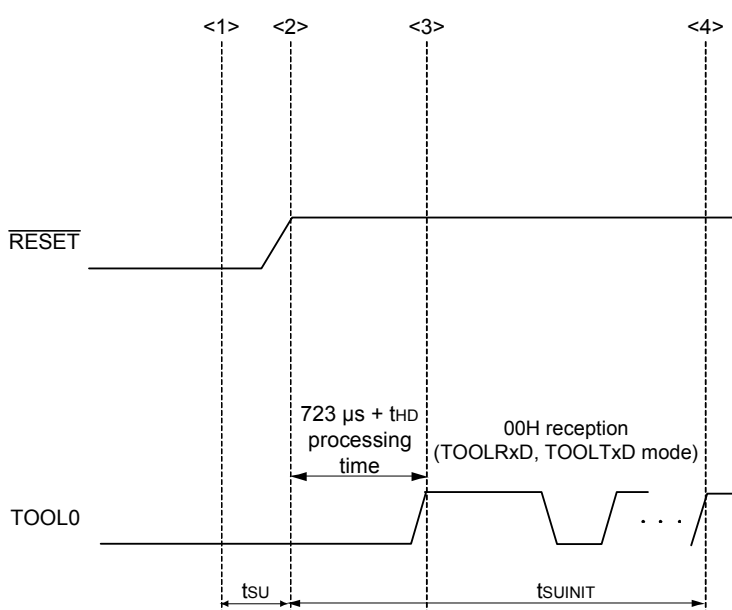 <1> <2> <3> <4>
RESET
723 µs + tHD
processing
time
00H reception
(TOOLRxD, TOOLTxD mode)
TOOL0
. . .
tSU tSUINIT